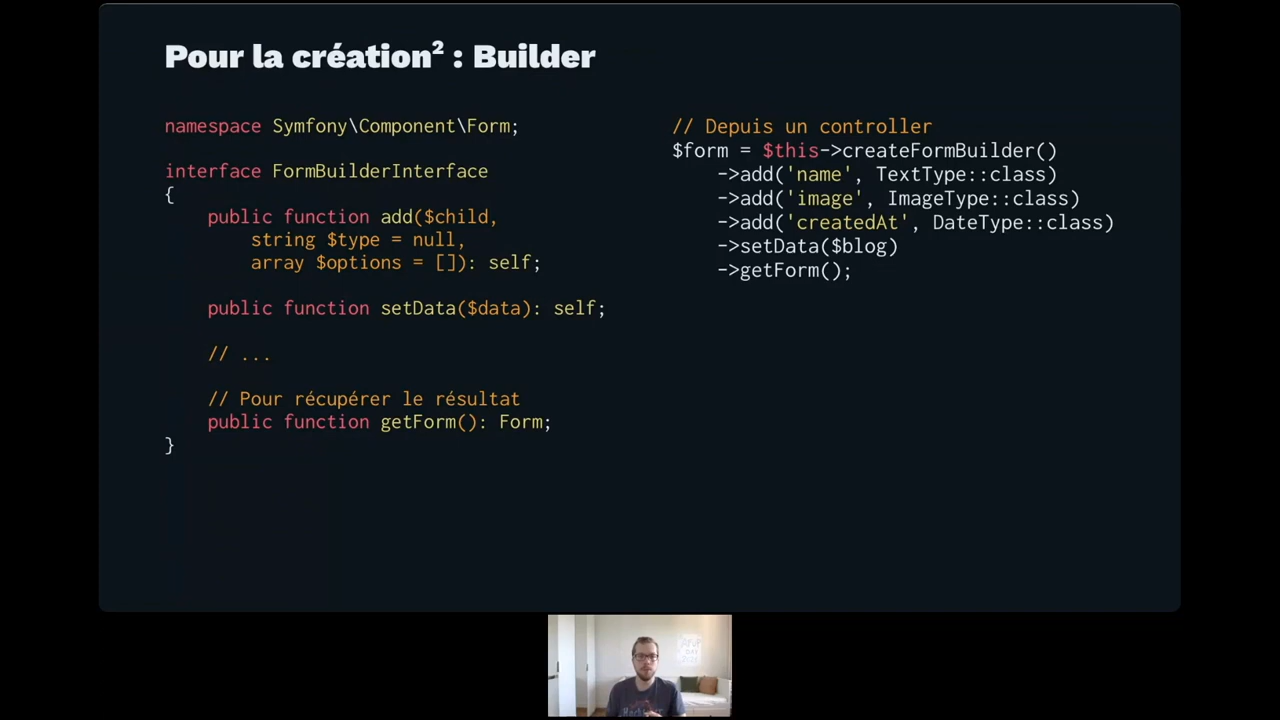 Pour la création² : Builder
namespace Symfony\Component\Form;
interface FormBuilderInterface
{
public function add($child,
string $type = null,
array $options = []): self;
public function setData($data): self;
// ...
// Pour récupérer le résultat
public function getForm(): Form;
}
// Depuis un controller
$form = $this->createFormBuilder()
->add('name', TextType::class)
->add('image', ImageType::class)
->add('createdAt', DateType::class)
->setData($blog)
->getForm();